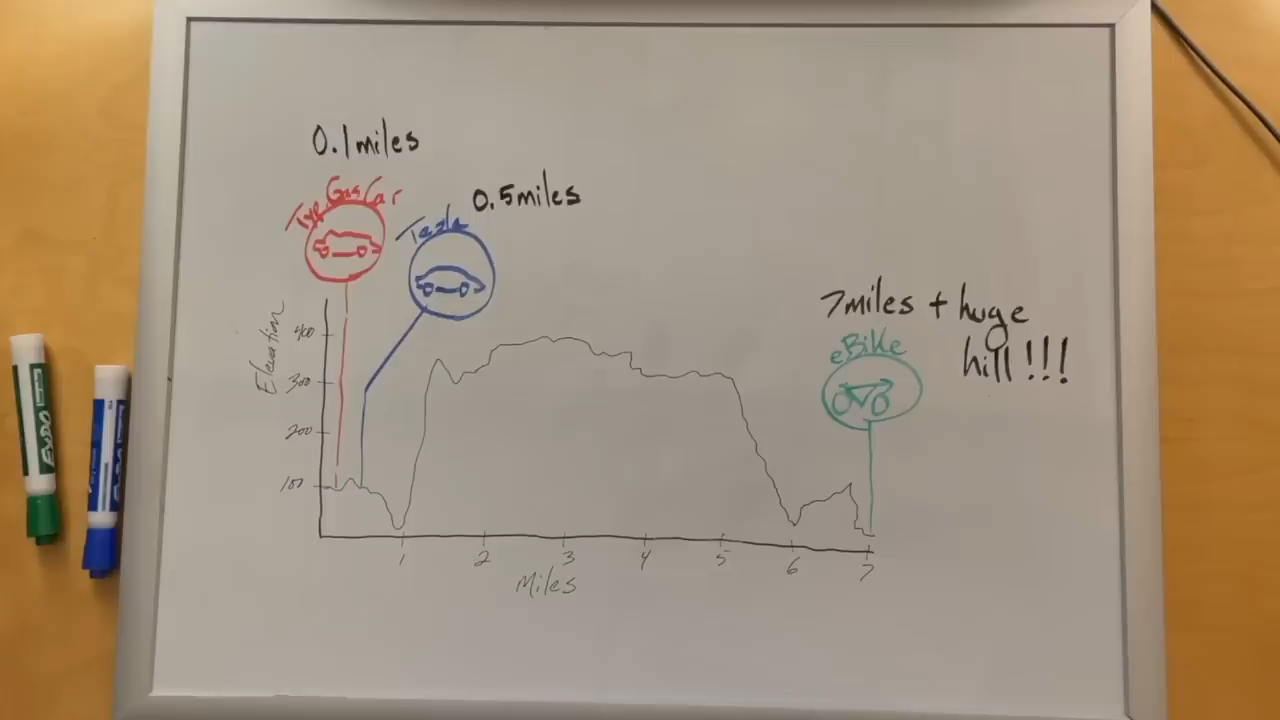 0.1miles
Typ. Gas Car
0.5miles
Tesla
7miles + huge
hill!!!
eBike
Elevation
400
300
200
100
1 2 3 4 5 6 7
Miles
EXPO
EXPO